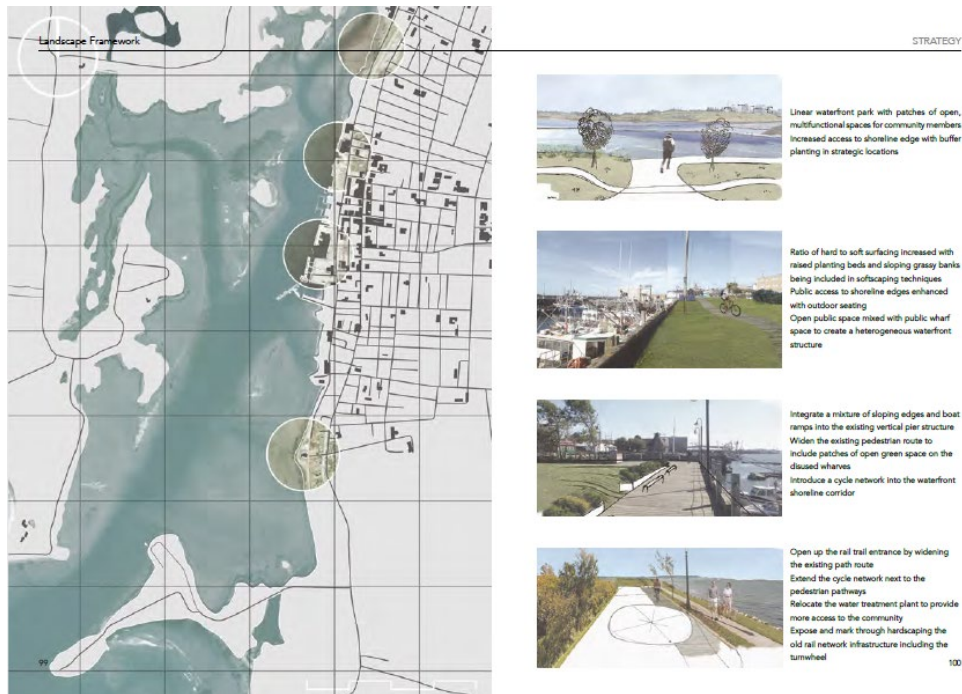 Landscape Framework
STRATEGY
Linear waterfront park with patches of open,
multifunctional spaces for community members
Increased access to shoreline edge with buffer
planting in strategic locations
Ratio of hard to soft surfacing increased with
raised planting beds and sloping grassy banks
being included in softscaping techniques
Public access to shoreline edges enhanced
with outdoor seating
Open public space mixed with public wharf
space to create a heterogeneous waterfront
structure
Integrate a mixture of sloping edges and boat
ramps into the existing vertical pier structure
Widen the existing pedestrian route to
include patches of open green space on the
disused wharves
Introduce a cycle network into the waterfront
shoreline corridor
Open up the rail trail entrance by widening
the existing path route
Extend the cycle network next to the
pedestrian pathways
Relocate the water treatment plant to provide
more access to the community
Expose and mark through hardscaping the
old rail network infrastructure including the
turnwheel
99
100